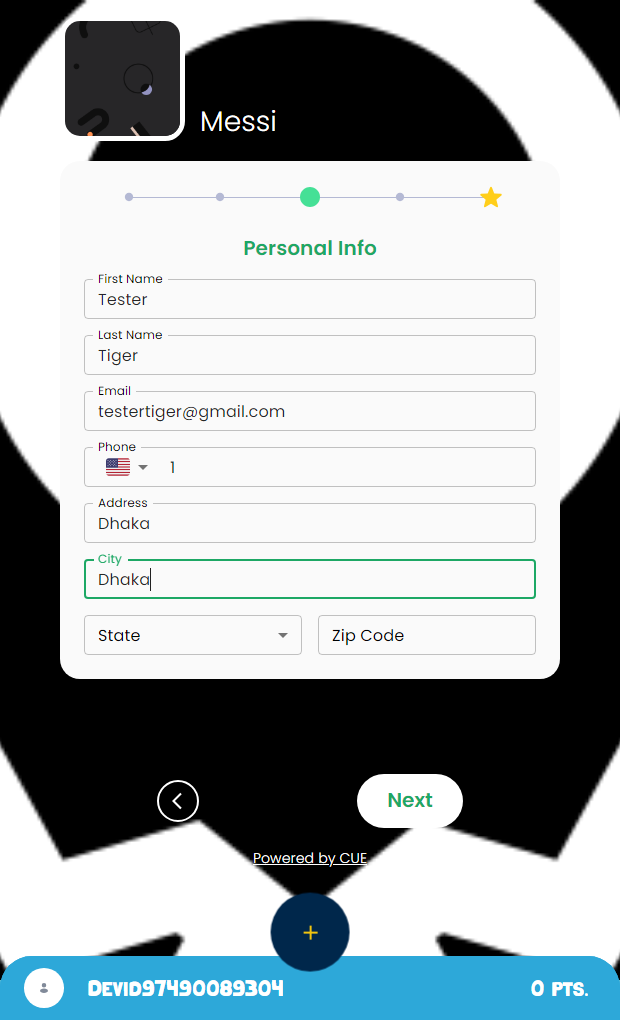 Messi
Personal Info
First Name
Tester
Last Name
Tiger
Email
testertiger@gmail.com
Phone
1
Address
Dhaka
City
Dhaka
State
Zip Code
Next
Powered by CUE
+
Devid97490089304
0 PTS.